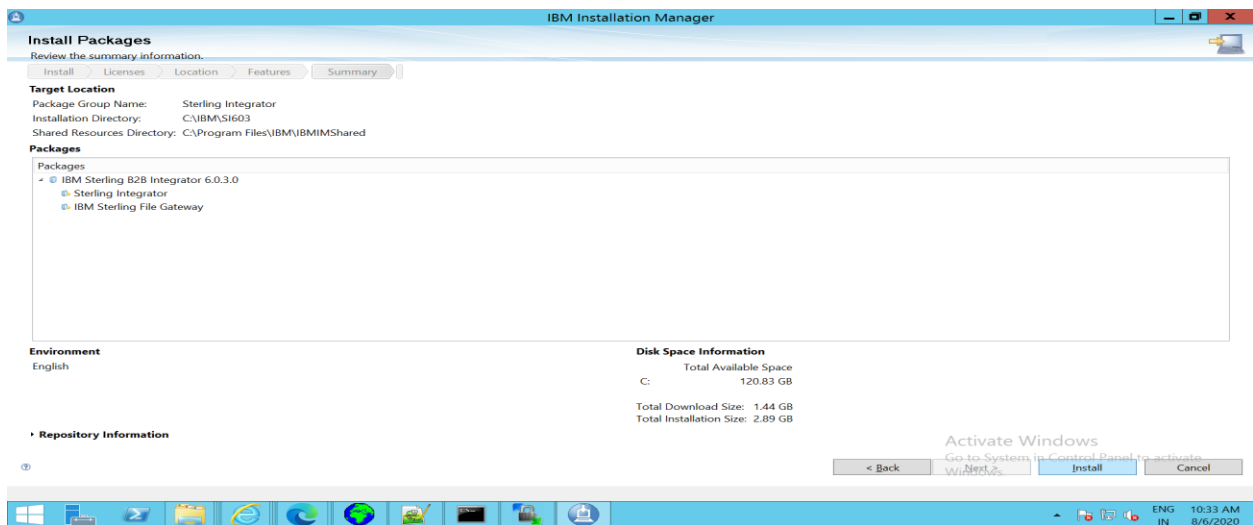 IBM Installation Manager
Install Packages
Review the summary information.
Install Licenses Location Features Summary
Target Location
Package Group Name: Sterling Integrator
Installation Directory: C:\IBM\SI603
Shared Resources Directory: C:\Program Files\IBM\IBMIMShared
Packages
Packages
IBM Sterling B2B Integrator 6.0.3.0
Sterling Integrator
IBM Sterling File Gateway
Environment
English
Disk Space Information
Total Available Space
C: 120.83 GB
Total Download Size: 1.44 GB
Total Installation Size: 2.89 GB
Repository Information
Activate Windows
Go to System in Control Panel to activate
Windows.
< Back Next > Install Cancel
ENG 10:33 AM
IN 8/6/2020